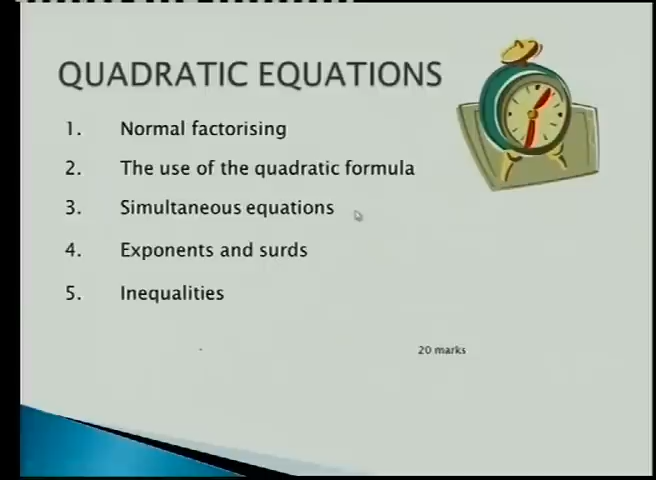 QUADRATIC EQUATIONS
1. Normal factorising
2. The use of the quadratic formula
3. Simultaneous equations
4. Exponents and surds
5. Inequalities
20 marks